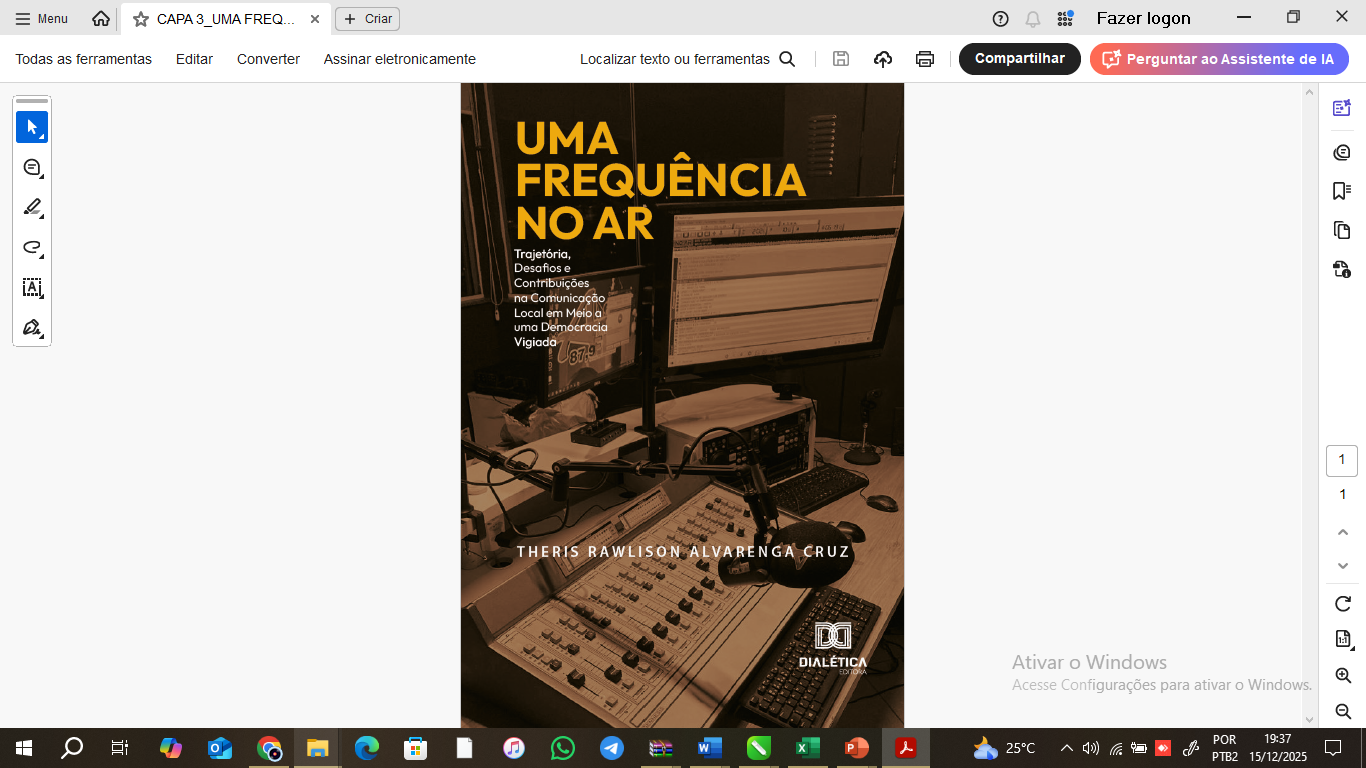 Menu
CAPA 3_UMA FREQ...
Criar
Fazer logon
Todas as ferramentas
Editar
Converter
Assinar eletronicamente
Localizar texto ou ferramentas
Compartilhar
Perguntar ao Assistente de IA
UMA
FREQUÊNCIA
NO AR
Trajetória,
Desafios e
Contribuições
na Comunicação
Local em Meio a
uma Democracia
Vigiada
87,9
THERIS RAWLISON ALVARENGA CRUZ
DIALÉTICA
EDITORA
1
1
Ativar o Windows
Acesse Configurações para ativar o Windows.
25°C
POR
PTB2
19:37
15/12/2025